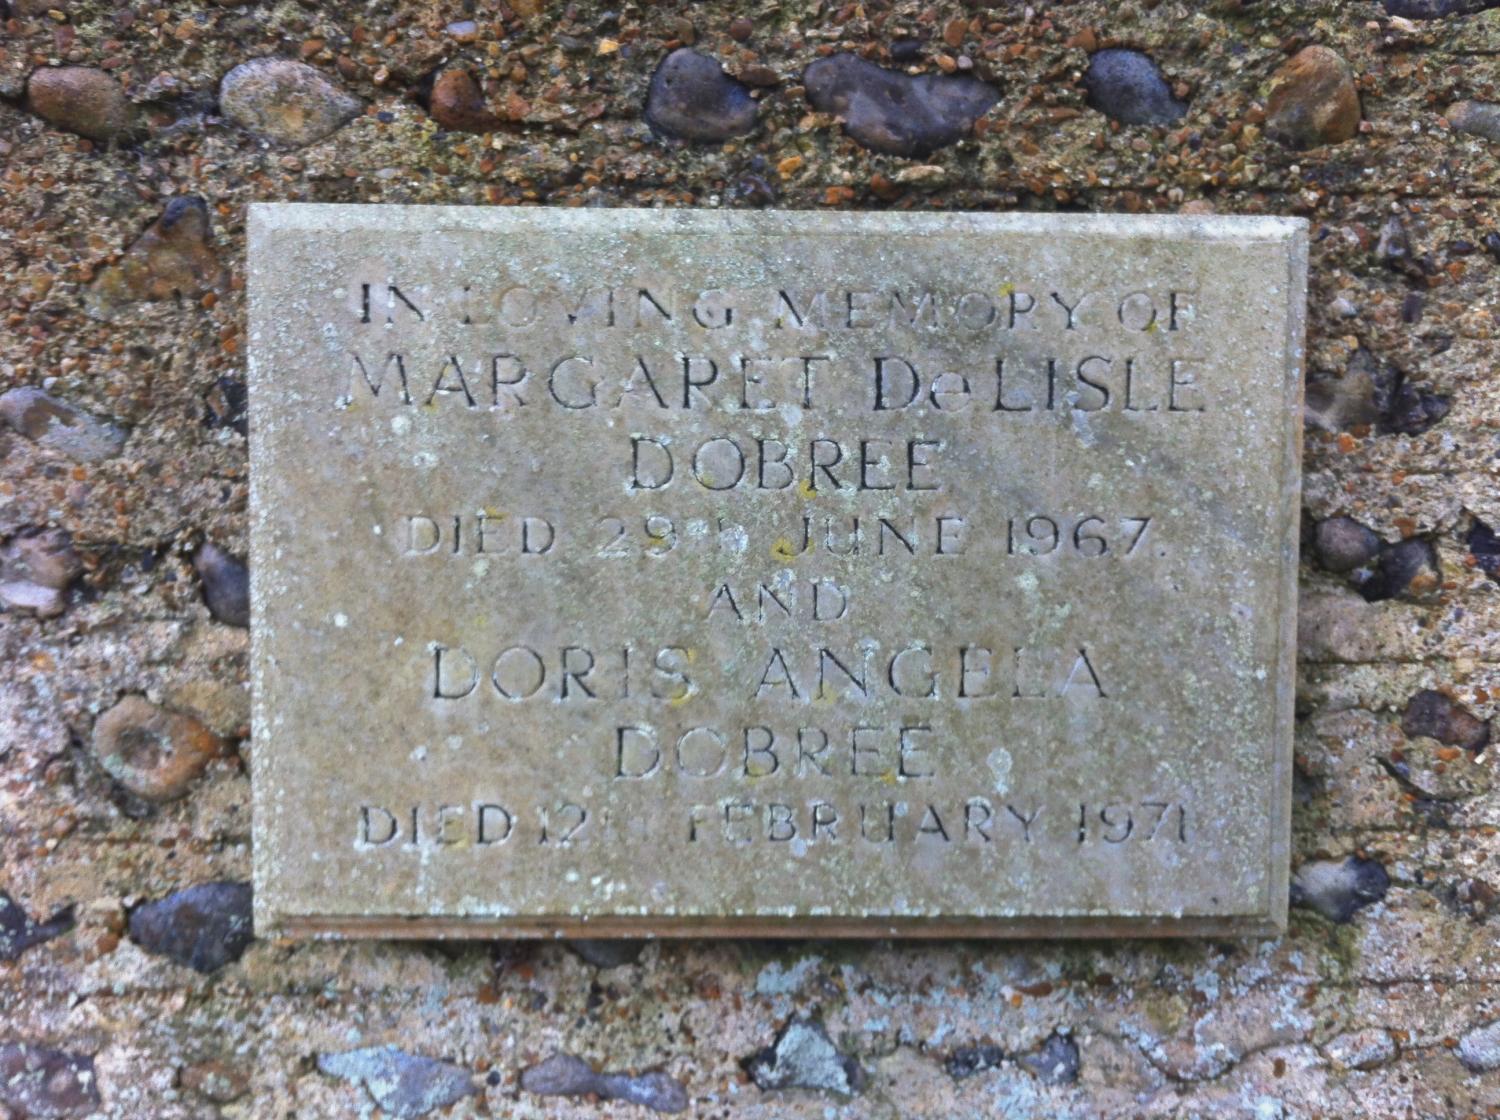 IN LOVING MEMORY OF
MARGARET De LISLE
DOBREE
DIED 29TH JUNE 1967.
AND
DORIS ANGELA
DOBREE
DIED 12TH FEBRUARY 1971